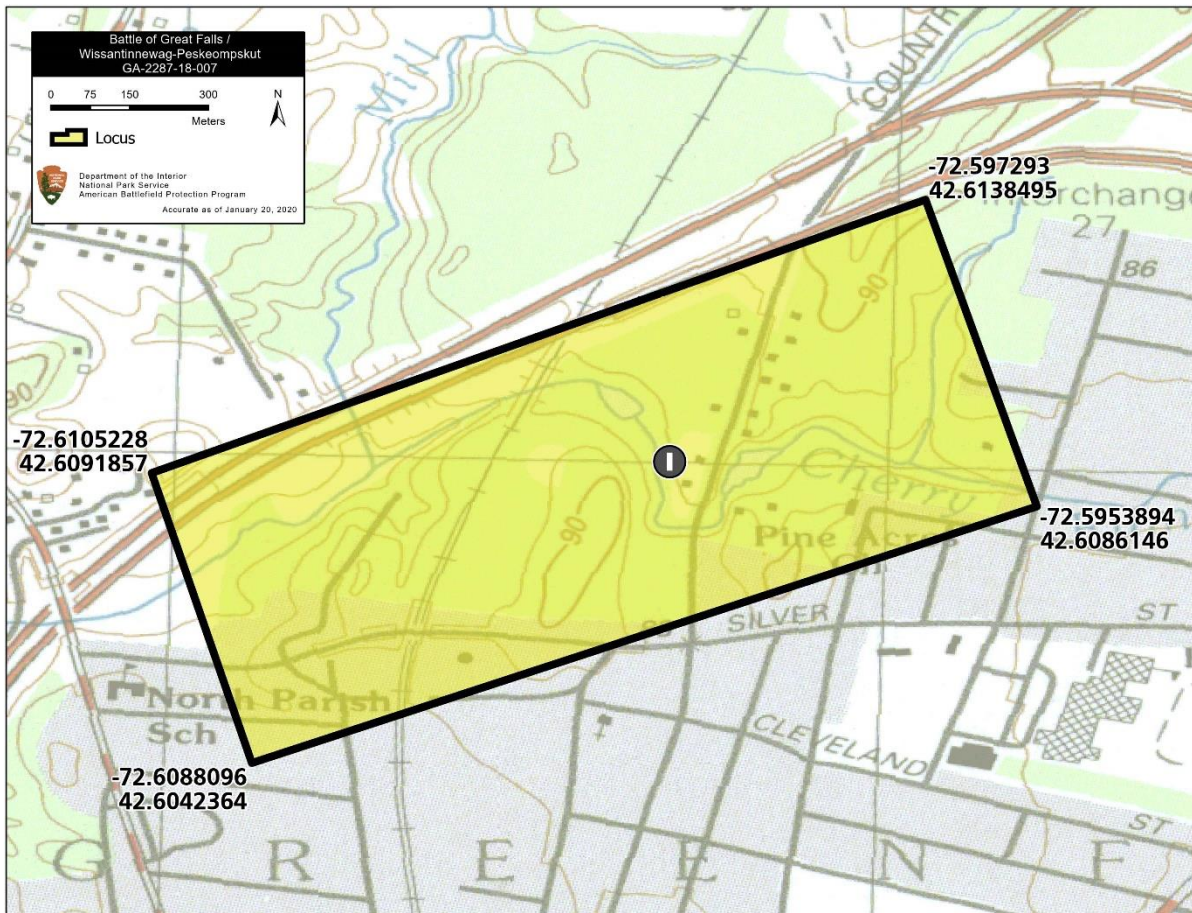 Battle of Great Falls /
Wissantinnewag-Peskeompskut
GA-2287-18-007
0 75 150 300
Meters
N
Locus
Department of the Interior
National Park Service
American Battlefield Protection Program
Accurate as of January 20, 2020
Mill
COUNTR
-72.597293
42.6138495
Interchange
27
86
90
90
-72.6105228
42.6091857
I
Cherry
90
-72.5953894
42.6086146
Pine Acres
SILVER
ST
North Parish
Sch
CLEVELAND
-72.6088096
42.6042364
ST
G R E E N F